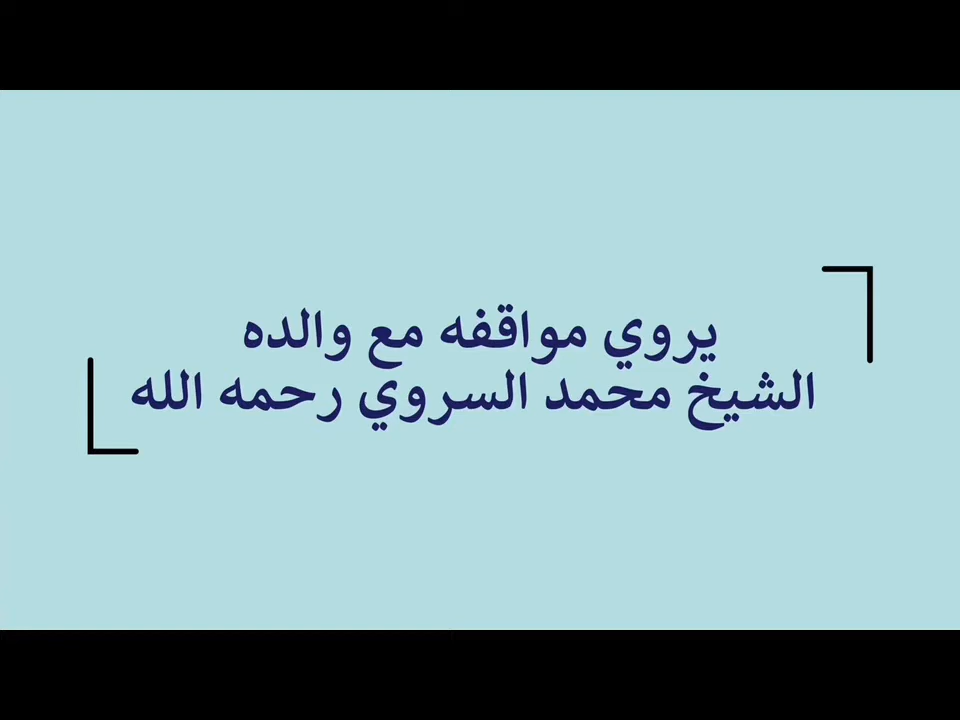 يروي مواقفه مع والده
الشيخ محمد السروي رحمه الله